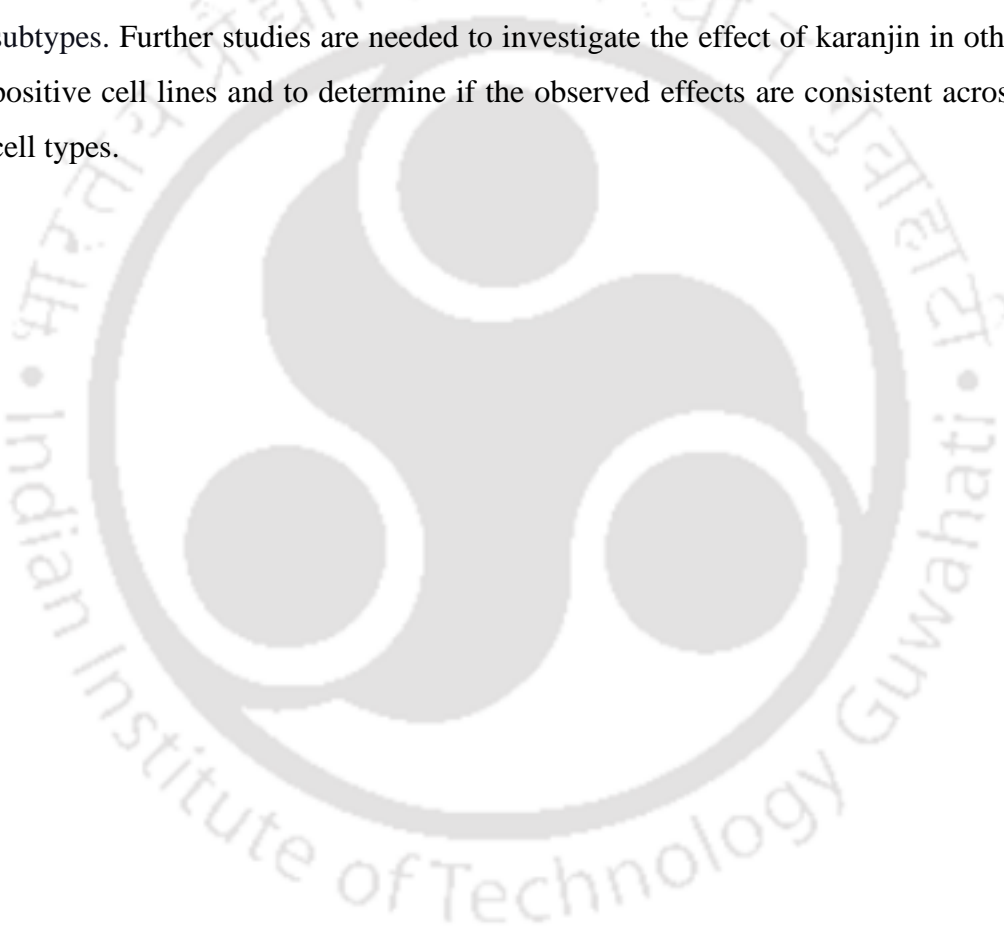 subtypes. Further studies are needed to investigate the effect of karanjin in oth
positive cell lines and to determine if the observed effects are consistent acros
cell types.
Indian Institute of Technology Guwahati